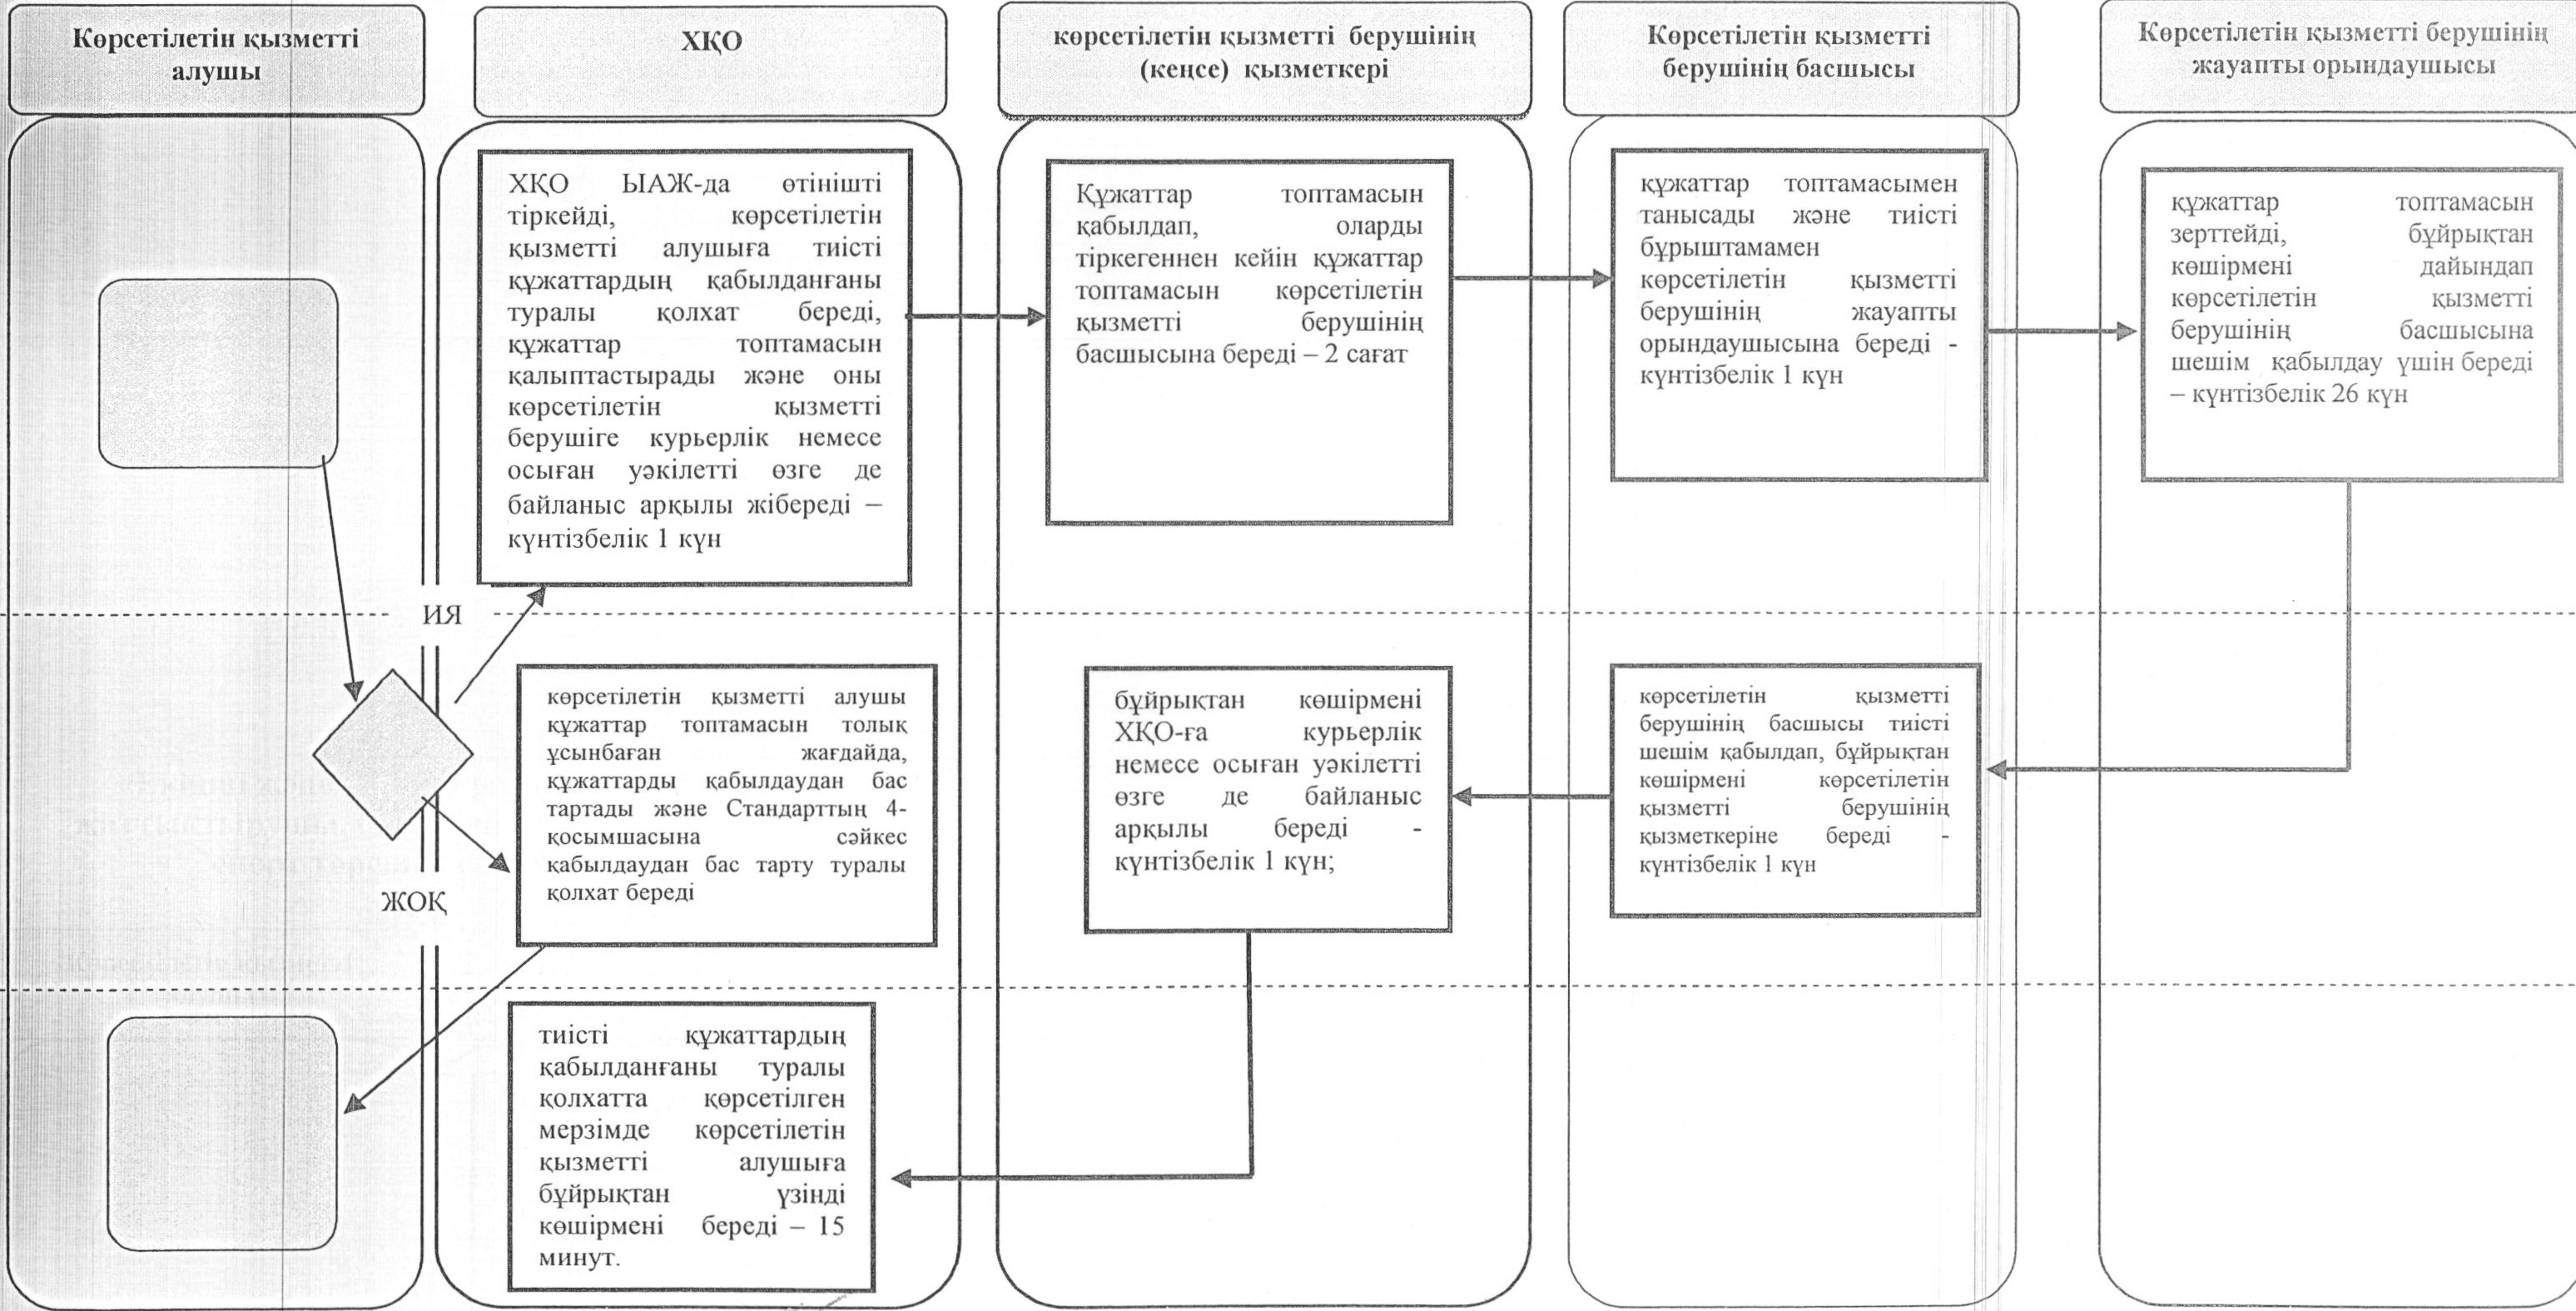 Көрсетілетін қызметті
алушы
ХҚО
көрсетілетін қызметті берушінің
(кеңсе) қызметкері
Көрсетілетін қызметті
берушінің басшысы
Көрсетілетін қызметті берушінің
жауапты орындаушысы
ХҚО ЫАЖ-да өтінішті
тіркейді, көрсетілетін
қызметті алушыға тиісті
құжаттардың қабылданғаны
туралы қолхат береді,
құжаттар топтамасын
қалыптастырады және оны
көрсетілетін қызметті
берушіге курьерлік немесе
осыған уәкілетті өзге де
байланыс арқылы жібереді –
күнтізбелік 1 күн
Құжаттар топтамасын
қабылдап, оларды
тіркегеннен кейін құжаттар
топтамасын көрсетілетін
қызметті берушінің
басшысына береді – 2 сағат
құжаттар топтамасымен
танысады және тиісті
бұрыштамамен
көрсетілетін қызметті
берушінің жауапты
орындаушысына береді -
күнтізбелік 1 күн
құжаттар топтамасын
зерттейді, бұйрықтан
көшірмені дайындап
көрсетілетін қызметті
берушінің басшысына
шешім қабылдау үшін береді
– күнтізбелік 26 күн
ИЯ
көрсетілетін қызметті алушы
құжаттар топтамасын толық
ұсынбаған жағдайда,
құжаттарды қабылдаудан бас
тартады және Стандарттың 4-
қосымшасына сәйкес
қабылдаудан бас тарту туралы
қолхат береді
бұйрықтан көшірмені
ХҚО-ға курьерлік
немесе осыған уәкілетті
өзге де байланыс
арқылы береді -
күнтізбелік 1 күн;
көрсетілетін қызметті
берушінің басшысы тиісті
шешім қабылдап, бұйрықтан
көшірмені көрсетілетін
қызметті берушінің
қызметкеріне береді -
күнтізбелік 1 күн
ЖОҚ
тиісті құжаттардың
қабылданғаны туралы
қолхатта қөрсетілген
мерзімде көрсетілетін
қызметті алушыға
бұйрықтан үзінді
көшірмені береді – 15
минут.